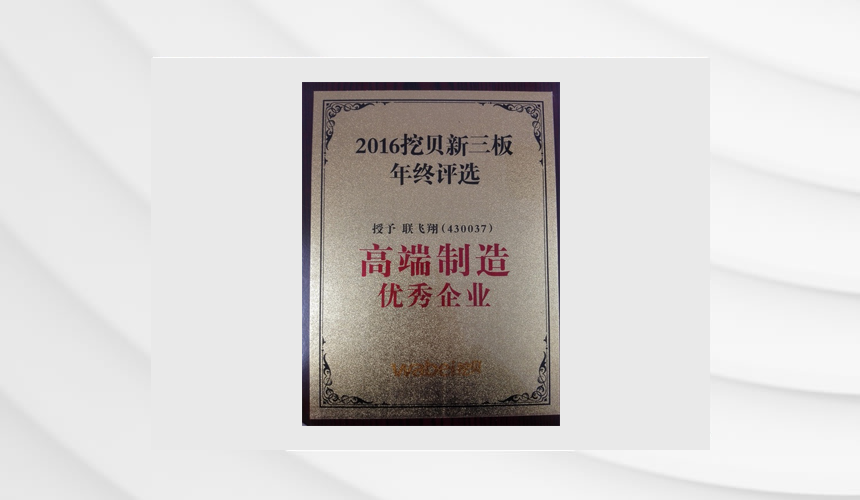 2016挖贝新三板
年终评选
授予 联飞翔(430037)
高端制造
优秀企业